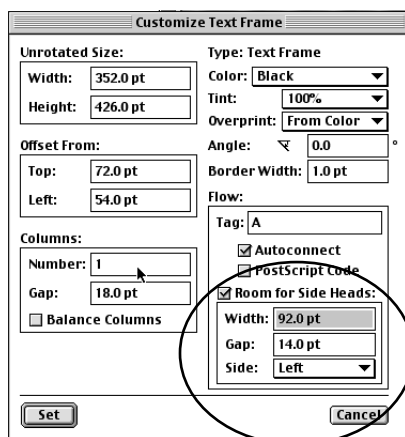 Customize Text Frame
Unrotated Size:
Width: 352.0 pt
Height: 426.0 pt
Offset From:
Top: 72.0 pt
Left: 54.0 pt
Columns:
Number: 1
Gap: 18.0 pt
Balance Columns
Type: Text Frame
Color: Black
Tint: 100%
Overprint: From Color
Angle: 0.0 °
Border Width: 1.0 pt
Flow:
Tag: A
Autoconnect
PostScript Code
Room for Side Heads:
Width: 92.0 pt
Gap: 14.0 pt
Side: Left
Set
Cancel